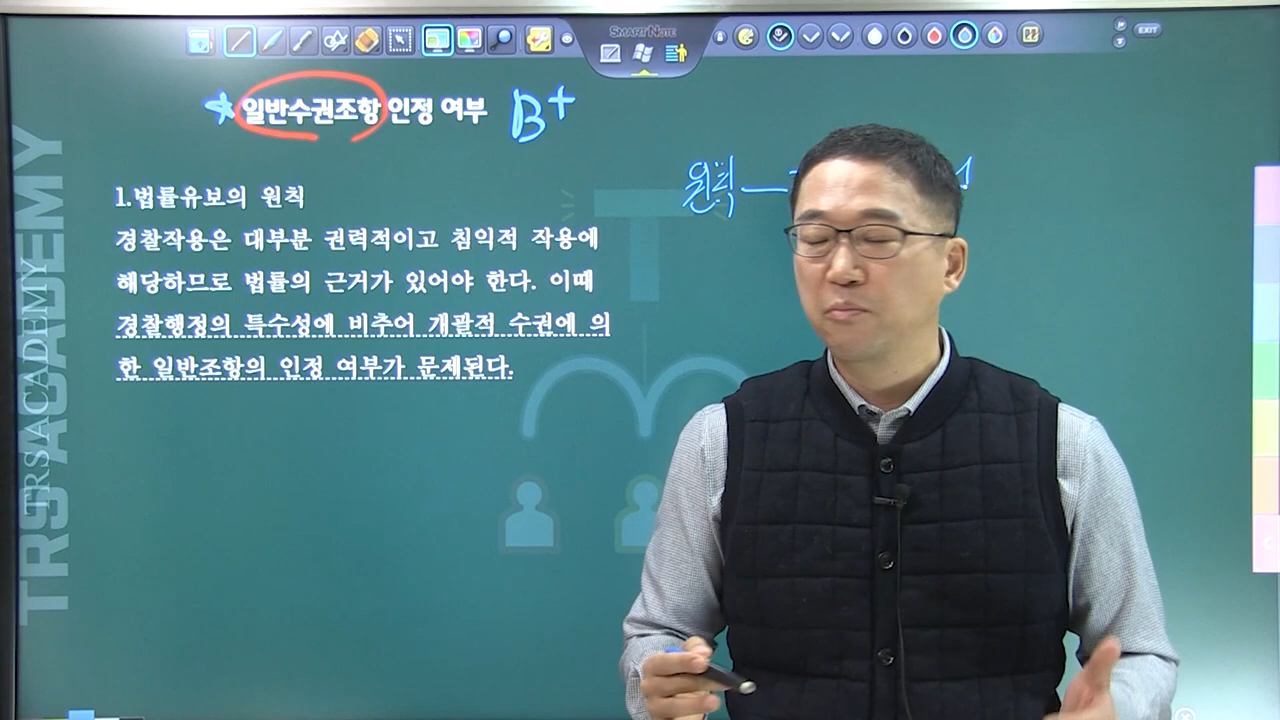 SMART NOTE
EXIT
일반수권조항 인정 여부 B+
원칙
1.법률유보의 원칙
경찰작용은 대부분 권력적이고 침익적 작용에
해당하므로 법률의 근거가 있어야 한다. 이때
경찰행정의 특수성에 비추어 개괄적 수권에 의
한 일반조항의 인정 여부가 문제된다.
TRS ACADEMY
TRS ACADEMY